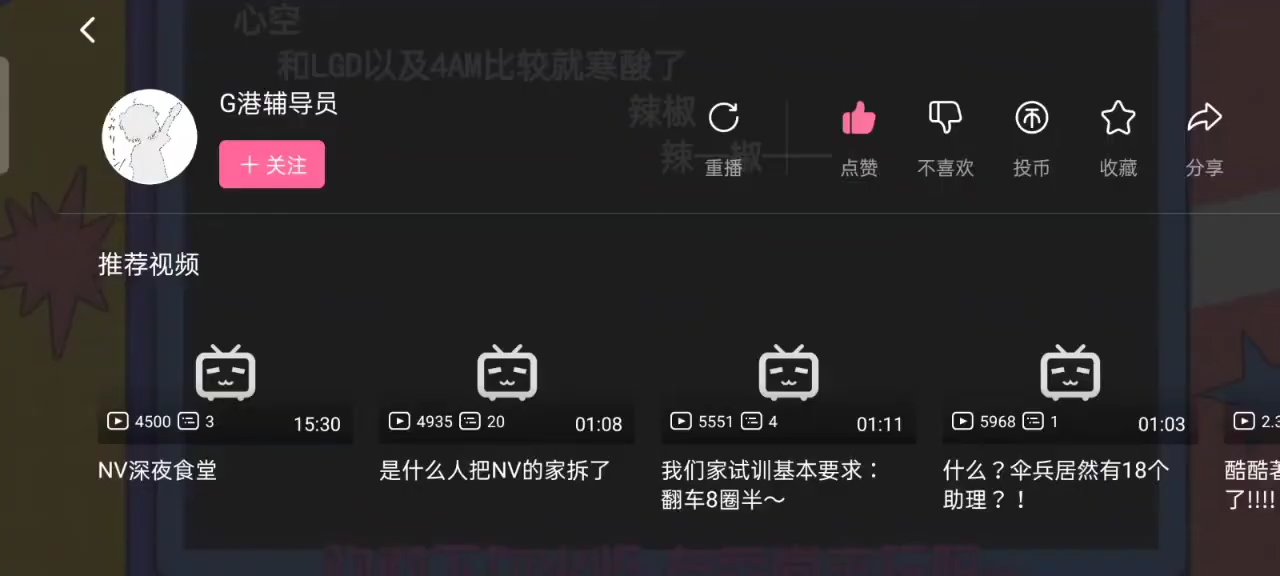 心空
和LGD以及4AM比较就寒酸了
G港辅导员
辣椒
辣一椒——
+ 关注
重播
点赞
不喜欢
投币
收藏
分享
推荐视频
4500 3 15:30
4935 20 01:08
5551 4 01:11
5968 1 01:03
2.3
NV深夜食堂
是什么人把NV的家拆了
我们家试训基本要求：
翻车8圈半～
什么？伞兵居然有18个
助理？！
酷酷
了!!!!